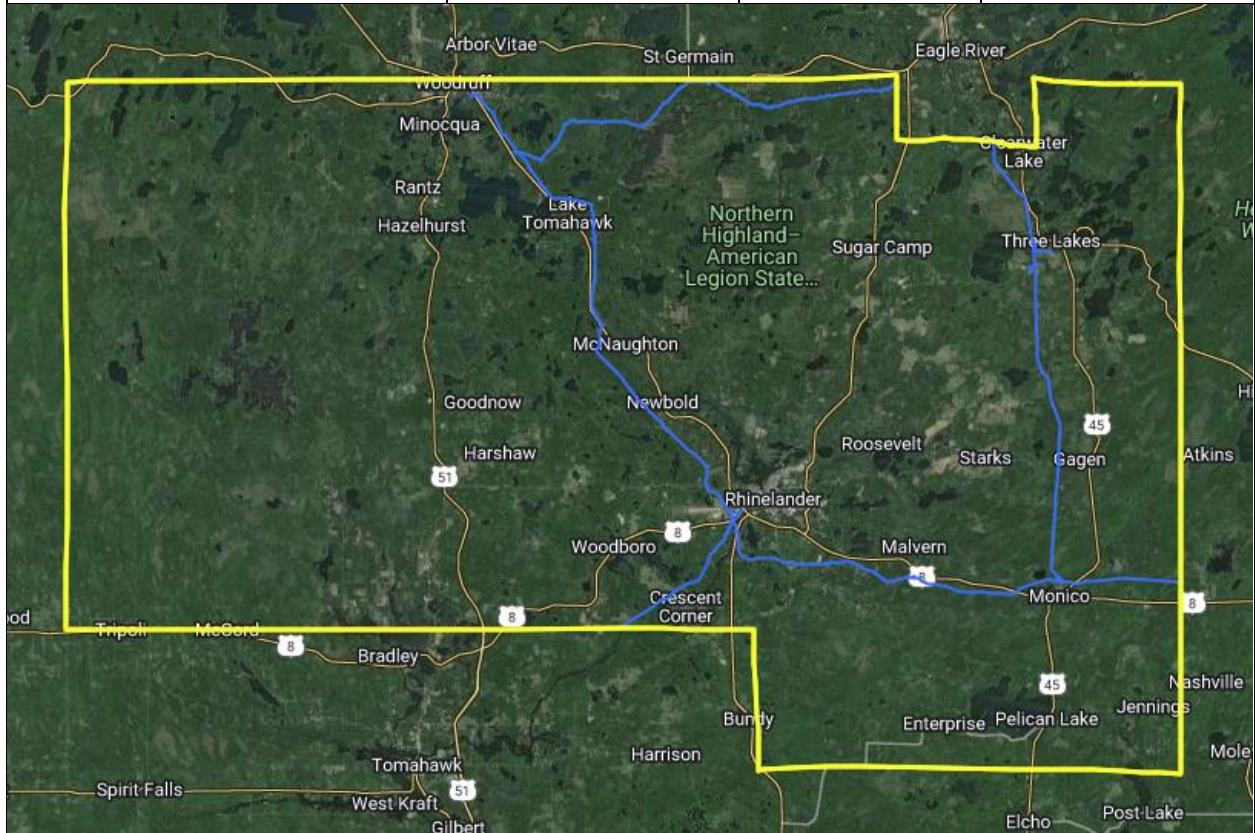 Arbor Vitae
Eagle River
St Germain
Woodruff
Minocqua
Clearwater
Lake
Rantz
Lake
Tomahawk
Hazelhurst
Northern
Highland–
American
Legion State...
Sugar Camp
Three Lakes
McNaughton
Goodnow
Newbold
45
Harshaw
Roosevelt
Starks
Gagen
Atkins
51
Rhinelander
8
Woodboro
Malvern
8
Crescent
Corner
Monico
8
8
Tripoli
McCord
8
Bradley
45
Nashville
Jennings
Bundy
Enterprise
Pelican Lake
Harrison
Tomahawk
Spirit Falls
51
West Kraft
Gilbert
Elcho
Post Lake